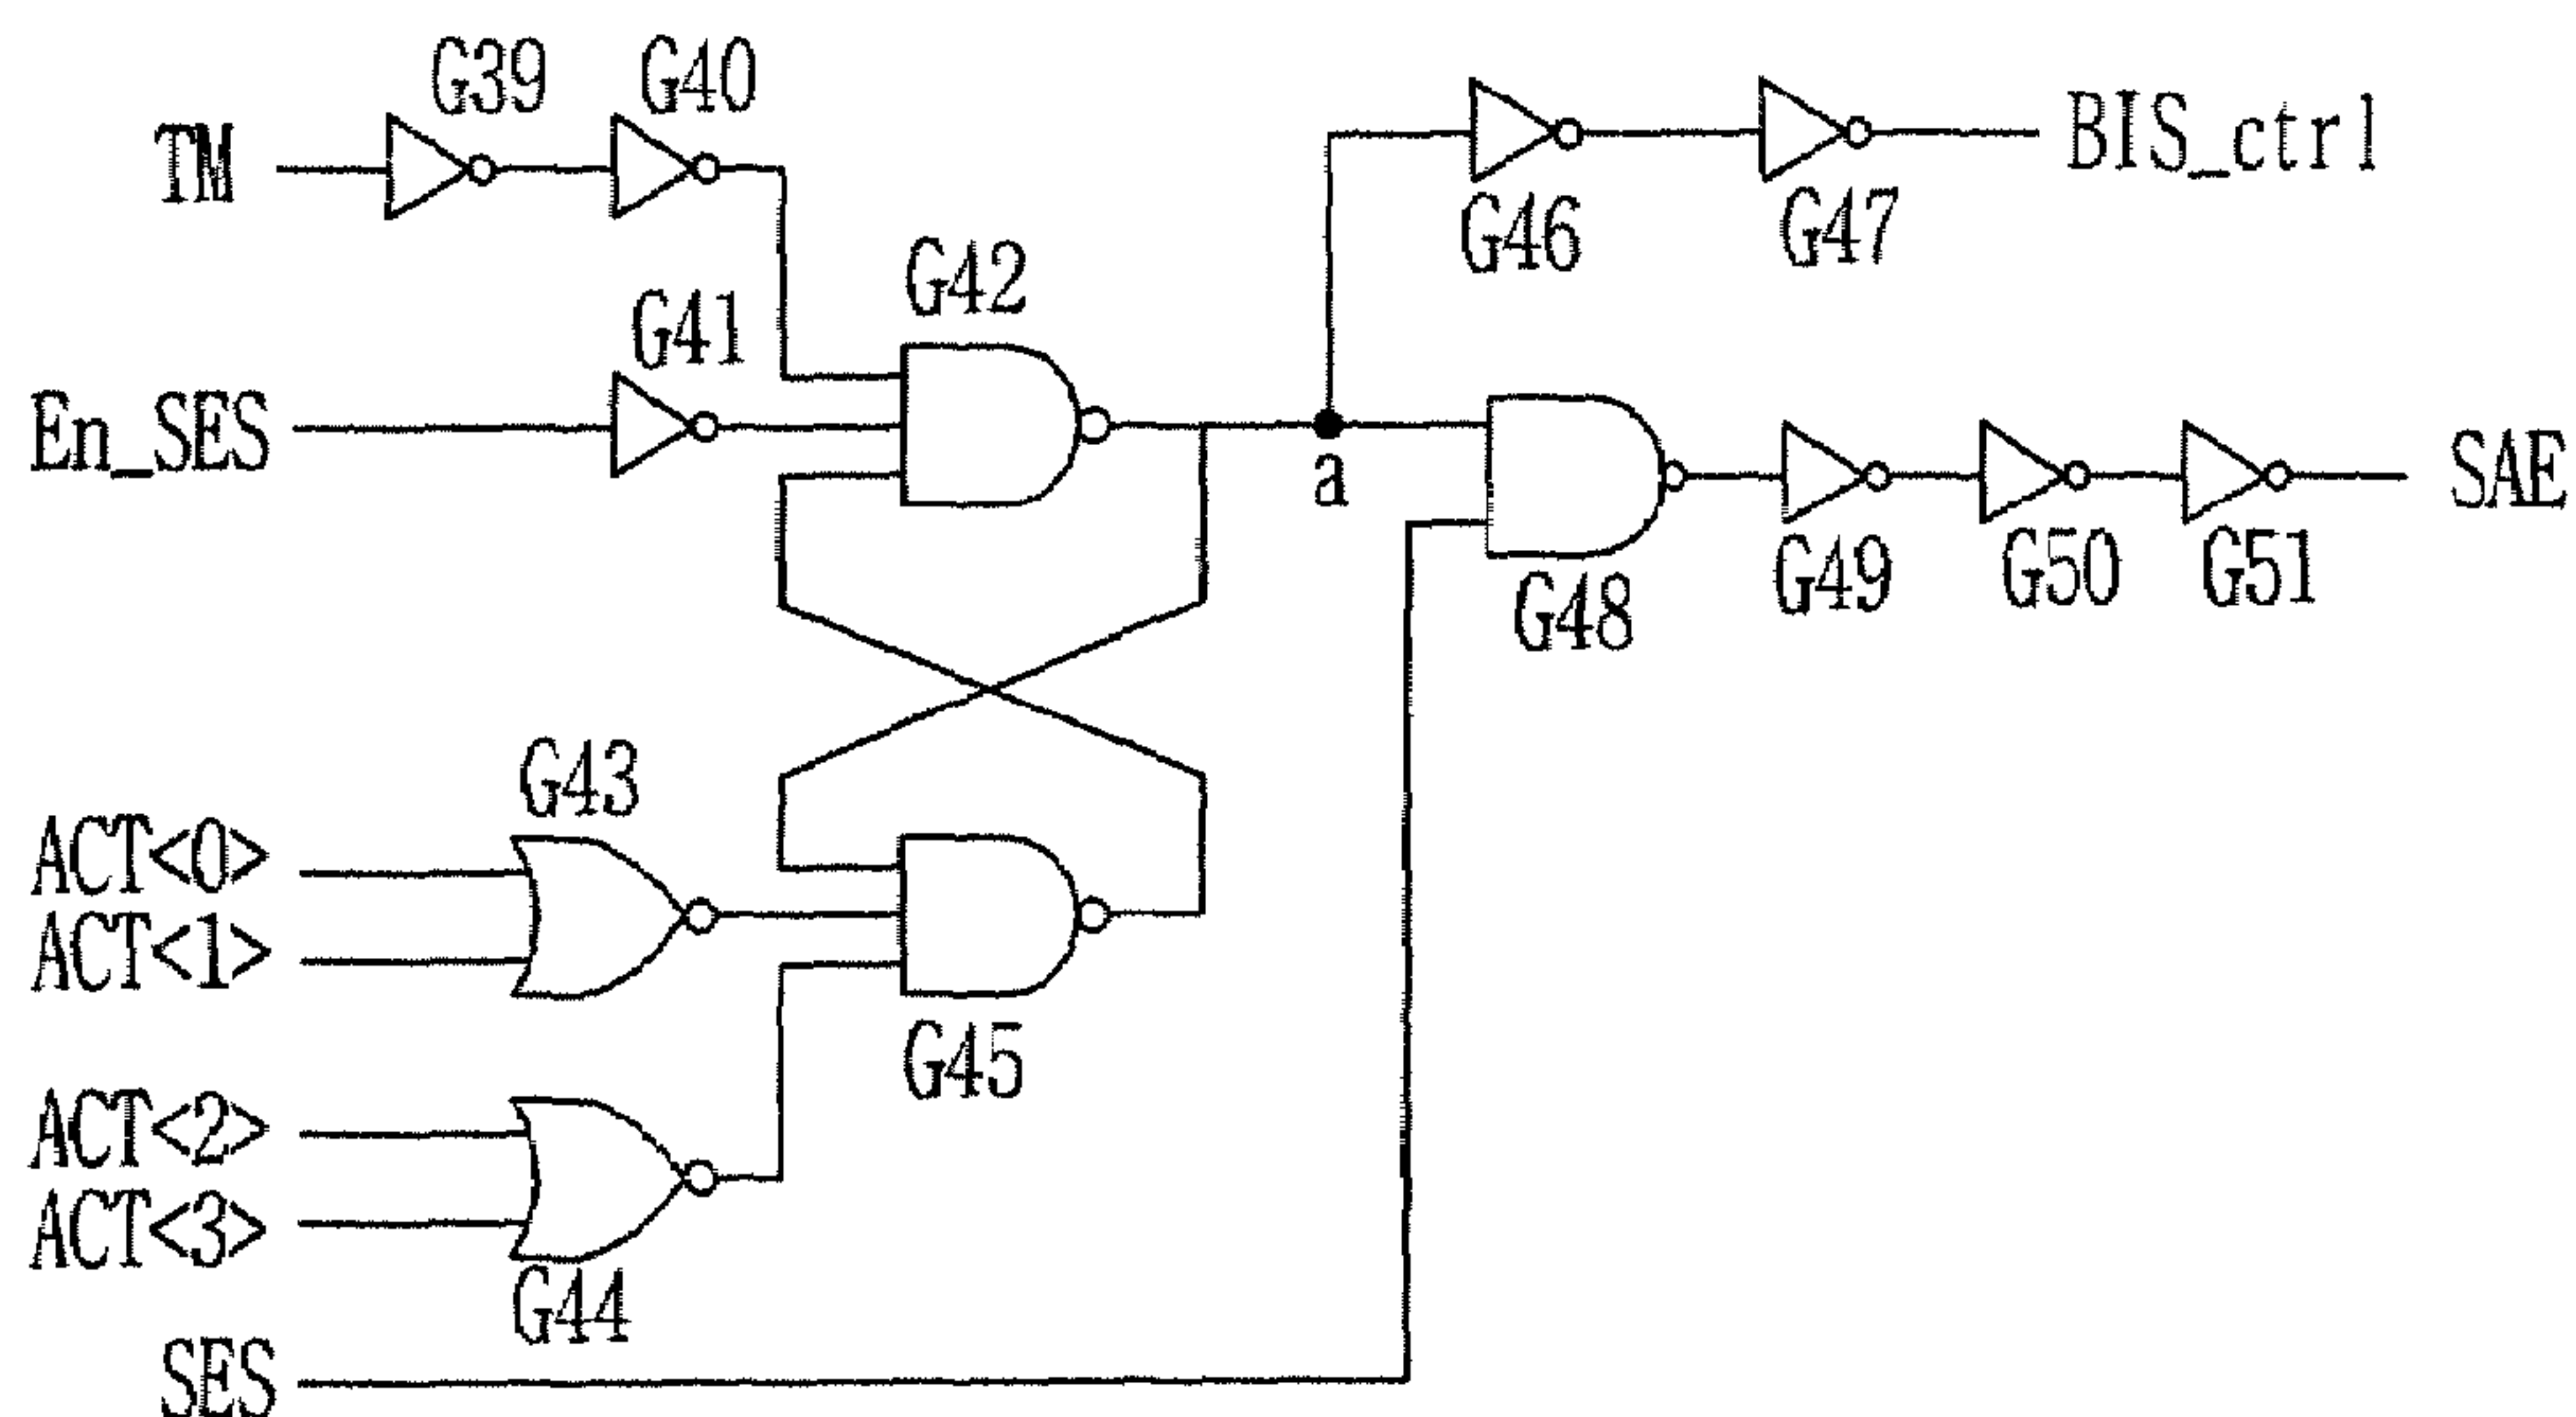 G39
G40
TM
BIS_ctrl
G46
G47
G41
G42
En_SES
a
SAE
G48
G49
G50
G51
G43
ACT<0>
ACT<1>
G45
ACT<2>
ACT<3>
G44
SES